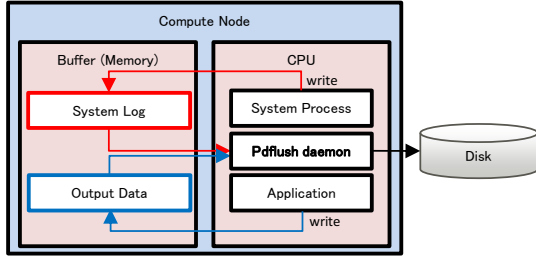 Compute Node
Buffer (Memory)
CPU
write
System Log
System Process
Pdflush daemon
Disk
Output Data
Application
write